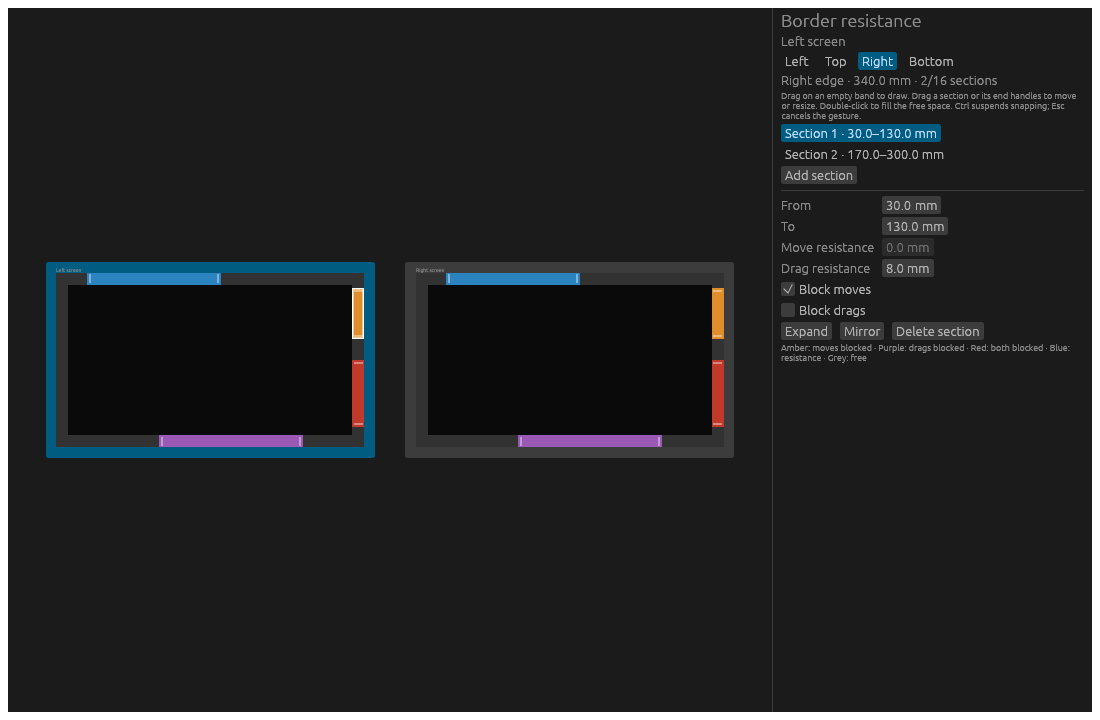 Border resistance
Left screen
Left Top Right Bottom
Right edge · 340.0 mm · 2/16 sections
Drag on an empty band to draw. Drag a section or its end handles to move
or resize. Double-click to fill the free space. Ctrl suspends snapping; Esc
cancels the gesture.
Section 1 · 30.0–130.0 mm
Section 2 · 170.0–300.0 mm
Add section
From 30.0 mm
To 130.0 mm
Move resistance 0.0 mm
Drag resistance 8.0 mm
Block moves
Block drags
Expand Mirror Delete section
Amber: moves blocked · Purple: drags blocked · Red: both blocked · Blue:
resistance · Grey: free
Left screen
Right screen